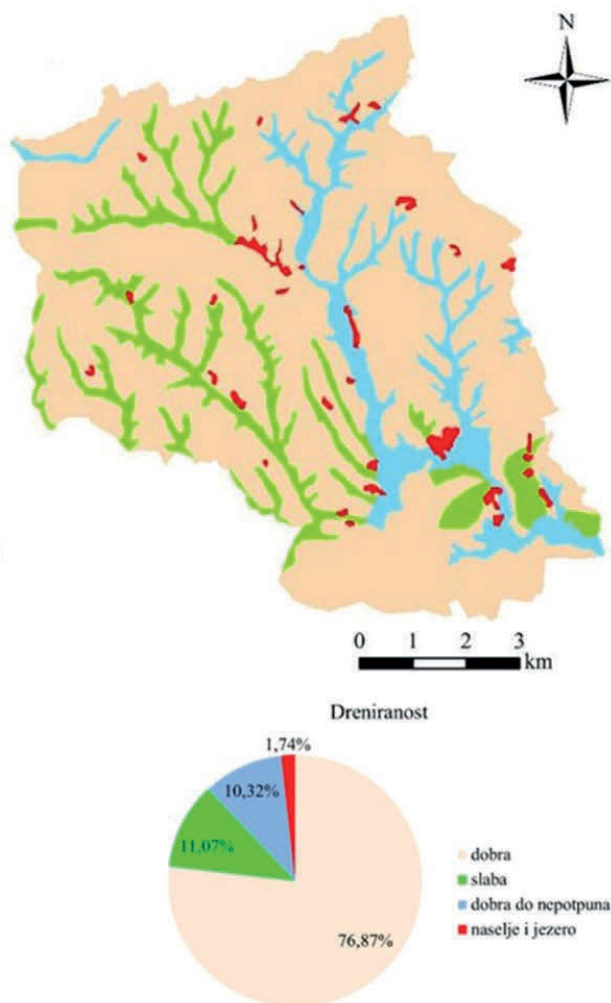 N
0 1 2 3
km
Dreniranost
1,74%
10,32%
11,07%
76,87%
dobra
slaba
dobra do nepotpuna
naselje i jezero